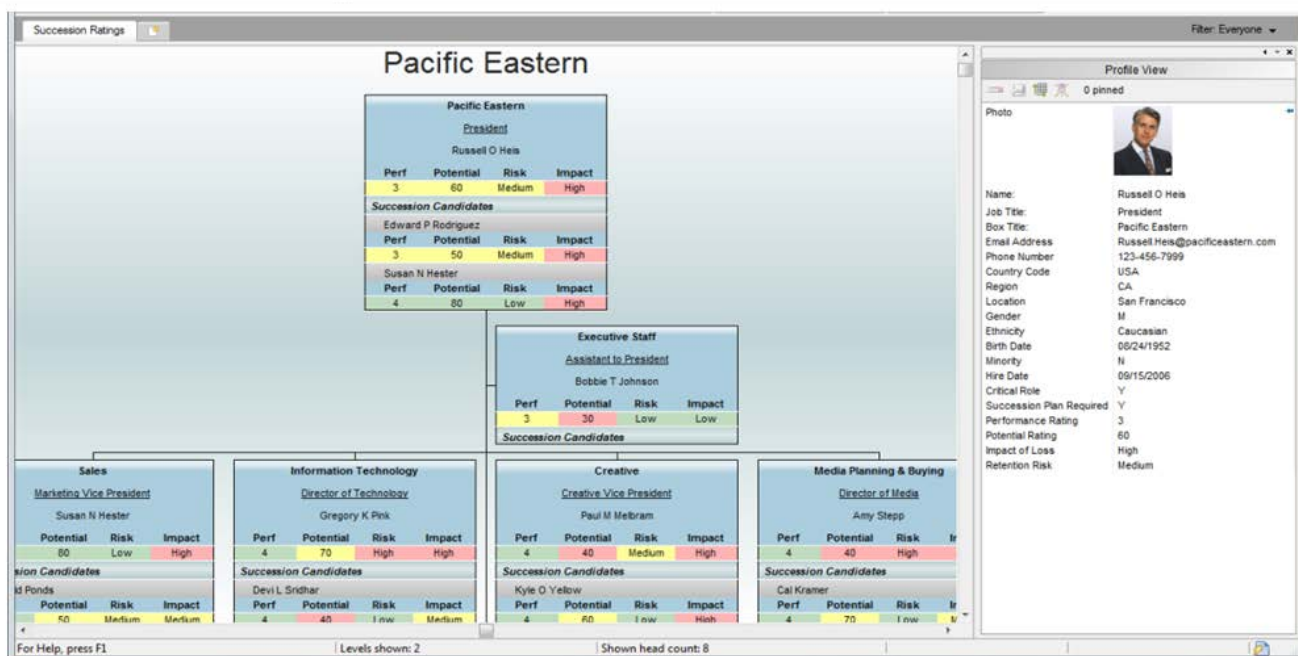 Succession Ratings
Filter: Everyone
Pacific Eastern
Pacific Eastern
President
Russell O Heis
Perf Potential Risk Impact
3 60 Medium High
Succession Candidates
Edward P Rodriguez
Perf Potential Risk Impact
3 50 Medium High
Susan N Hester
Perf Potential Risk Impact
4 80 Low High
Executive Staff
Assistant to President
Bobbie T Johnson
Perf Potential Risk Impact
3 30 Low Low
Succession Candidates
Sales
Marketing Vice President
Susan N Hester
Potential Risk Impact
80 Low High
sion Candidates
d Ponds
Potential Risk Impact
50 Medium Medium
Information Technology
Director of Technology
Gregory K Pink
Perf Potential Risk Impact
4 70 High High
Succession Candidates
Devi L Sridhar
Perf Potential Risk Impact
4 40 Low Medium
Creative
Creative Vice President
Paul M Melbram
Perf Potential Risk Impact
4 40 Medium High
Succession Candidates
Kyle O Yellow
Perf Potential Risk Impact
4 60 Low High
Media Planning & Buying
Director of Media
Amy Stepp
Perf Potential Risk
4 40 High
Succession Candidates
Cal Kramer
Perf Potential Risk
4 70 Low
Profile View
0 pinned
Photo
Name: Russell O Heis
Job Title: President
Box Title: Pacific Eastern
Email Address Russell.Heis@pacificeastern.com
Phone Number 123-456-7999
Country Code USA
Region CA
Location San Francisco
Gender M
Ethnicity Caucasian
Birth Date 08/24/1952
Minority N
Hire Date 09/15/2006
Critical Role Y
Succession Plan Required Y
Performance Rating 3
Potential Rating 60
Impact of Loss High
Retention Risk Medium
For Help, press F1 Levels shown: 2 Shown head count: 8